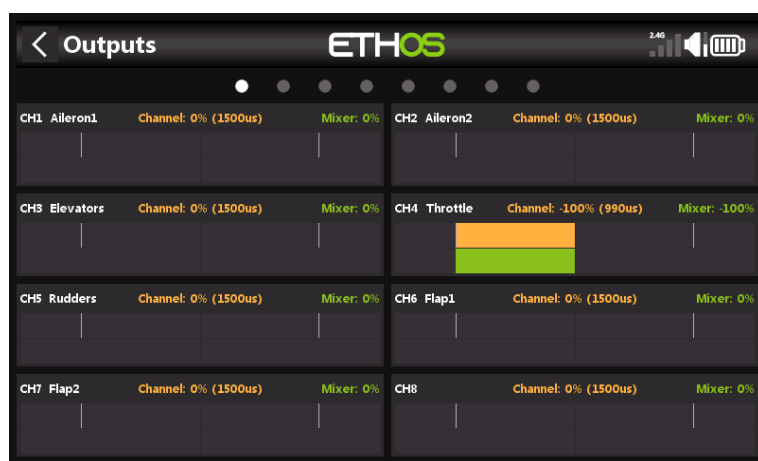 Outputs
ETHOS
2.4G
CH1 Aileron1 Channel: 0% (1500us) Mixer: 0%
CH2 Aileron2 Channel: 0% (1500us) Mixer: 0%
CH3 Elevators Channel: 0% (1500us) Mixer: 0%
CH4 Throttle Channel: -100% (990us) Mixer: -100%
CH5 Rudders Channel: 0% (1500us) Mixer: 0%
CH6 Flap1 Channel: 0% (1500us) Mixer: 0%
CH7 Flap2 Channel: 0% (1500us) Mixer: 0%
CH8 Channel: 0% (1500us) Mixer: 0%